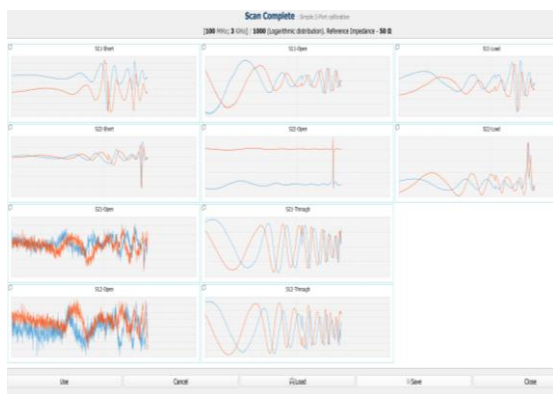 Scan Complete Simple 2-Port calibration
[100 MHz; 3 GHz] / 1000 (Logarithmic distribution). Reference Impedance - 50 Ω
S11-Short
S11-Open
S11-Load
S22-Short
S22-Open
S22-Load
S21-Open
S21-Through
S12-Open
S12-Through
Use
Cancel
Load
Save
Close